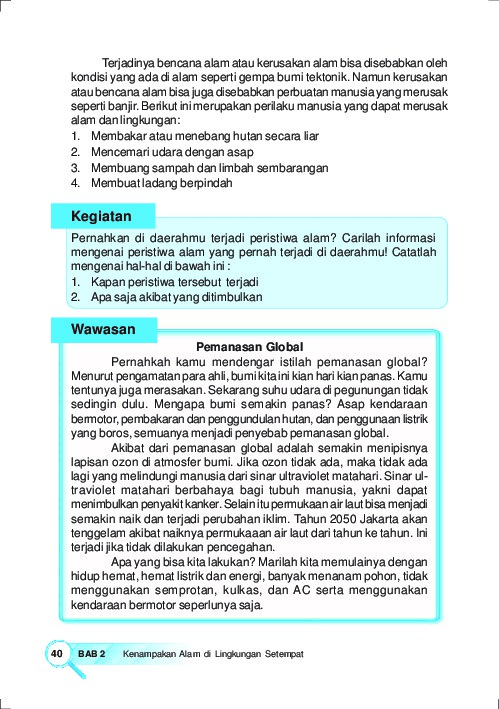 Terjadinya bencana alam atau kerusakan alam bisa disebabkan oleh
kondisi yang ada di alam seperti gempa bumi tektonik. Namun kerusakan
atau bencana alam bisa juga disebabkan perbuatan manusia yang merusak
seperti banjir. Berikut ini merupakan perilaku manusia yang dapat merusak
alam dan lingkungan:
1. Membakar atau menebang hutan secara liar
2. Mencemari udara dengan asap
3. Membuang sampah dan limbah sembarangan
4. Membuat ladang berpindah
Kegiatan
Pernahkan di daerahmu terjadi peristiwa alam? Carilah informasi
mengenai peristiwa alam yang pernah terjadi di daerahmu! Catatlah
mengenai hal-hal di bawah ini :
1. Kapan peristiwa tersebut terjadi
2. Apa saja akibat yang ditimbulkan
Wawasan
Pemanasan Global
Pernahkah kamu mendengar istilah pemanasan global?
Menurut pengamatan para ahli, bumi kita ini kian hari kian panas. Kamu
tentunya juga merasakan. Sekarang suhu udara di pegunungan tidak
sedingin dulu. Mengapa bumi semakin panas? Asap kendaraan
bermotor, pembakaran dan penggundulan hutan, dan penggunaan listrik
yang boros, semuanya menjadi penyebab pemanasan global.
Akibat dari pemanasan global adalah semakin menipisnya
lapisan ozon di atmosfer bumi. Jika ozon tidak ada, maka tidak ada
lagi yang melindungi manusia dari sinar ultraviolet matahari. Sinar ul-
traviolet matahari berbahaya bagi tubuh manusia, yakni dapat
menimbulkan penyakit kanker. Selain itu permukaan air laut bisa menjadi
semakin naik dan terjadi perubahan iklim. Tahun 2050 Jakarta akan
tenggelam akibat naiknya permukaaan air laut dari tahun ke tahun. Ini
terjadi jika tidak dilakukan pencegahan.
Apa yang bisa kita lakukan? Marilah kita memulainya dengan
hidup hemat, hemat listrik dan energi, banyak menanam pohon, tidak
menggunakan semprotan, kulkas, dan AC serta menggunakan
kendaraan bermotor seperlunya saja.
40 BAB 2 Kenampakan Alam di Lingkungan Setempat